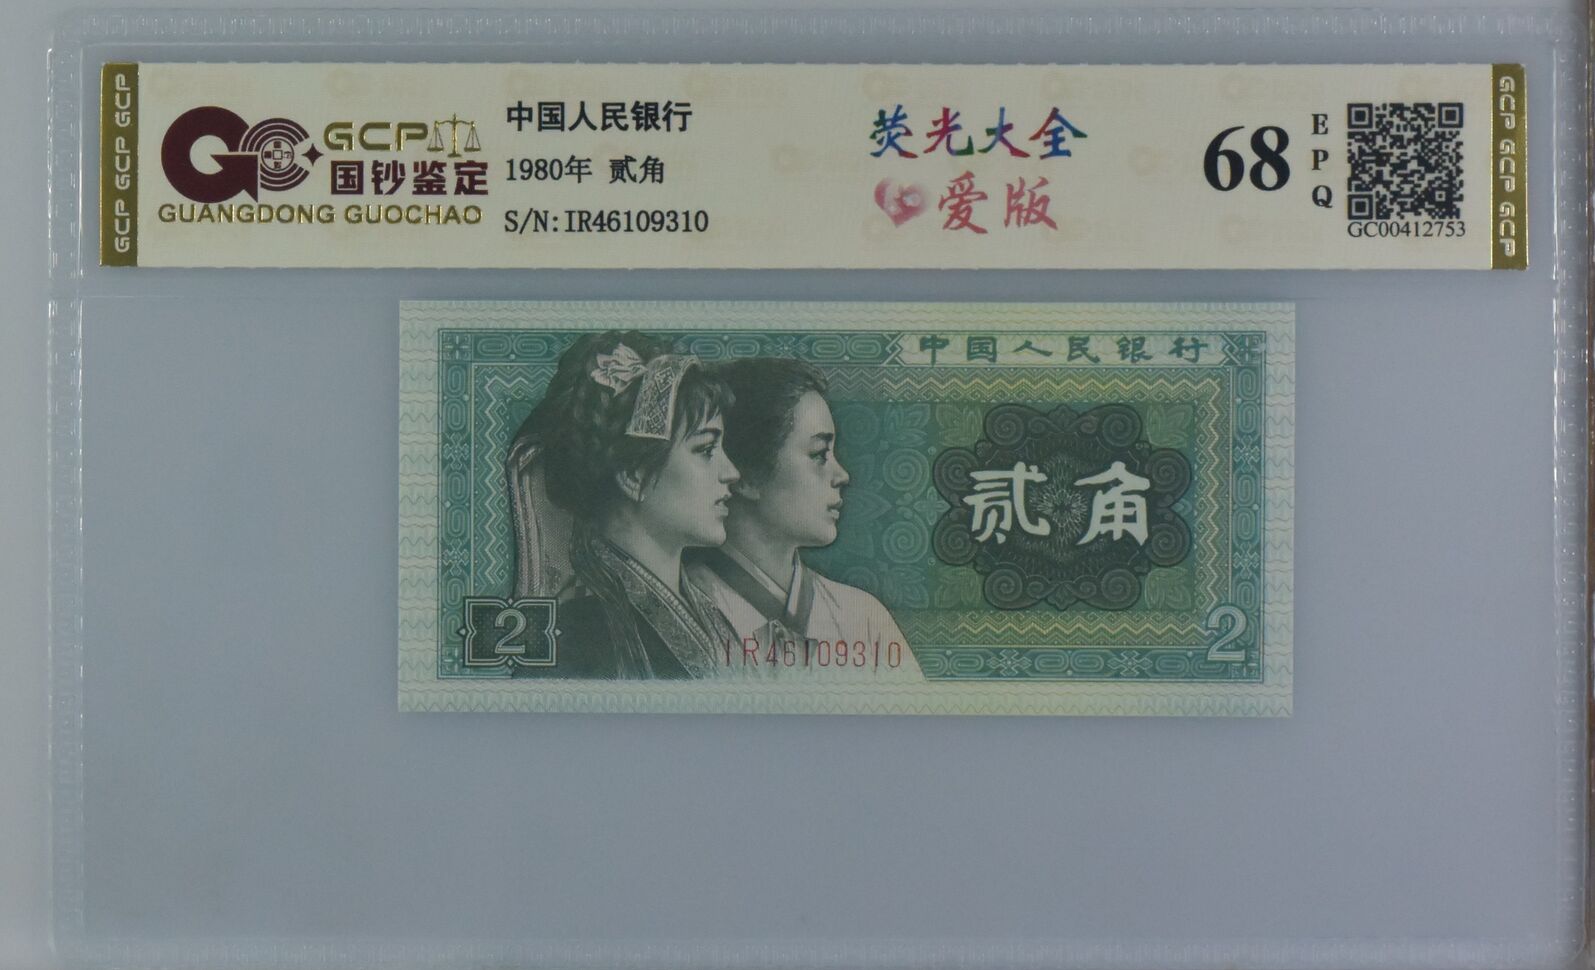 GCP GCP GCP
GCP
国钞鉴定
GUANGDONG GUOCHAO
中国人民银行
1980年 贰角
S/N:IR46109310
荧光大全
爱版
68
EPQ
GC00412753
GCP GCP GCP
中国人民银行
贰角
2
IR46109310
2